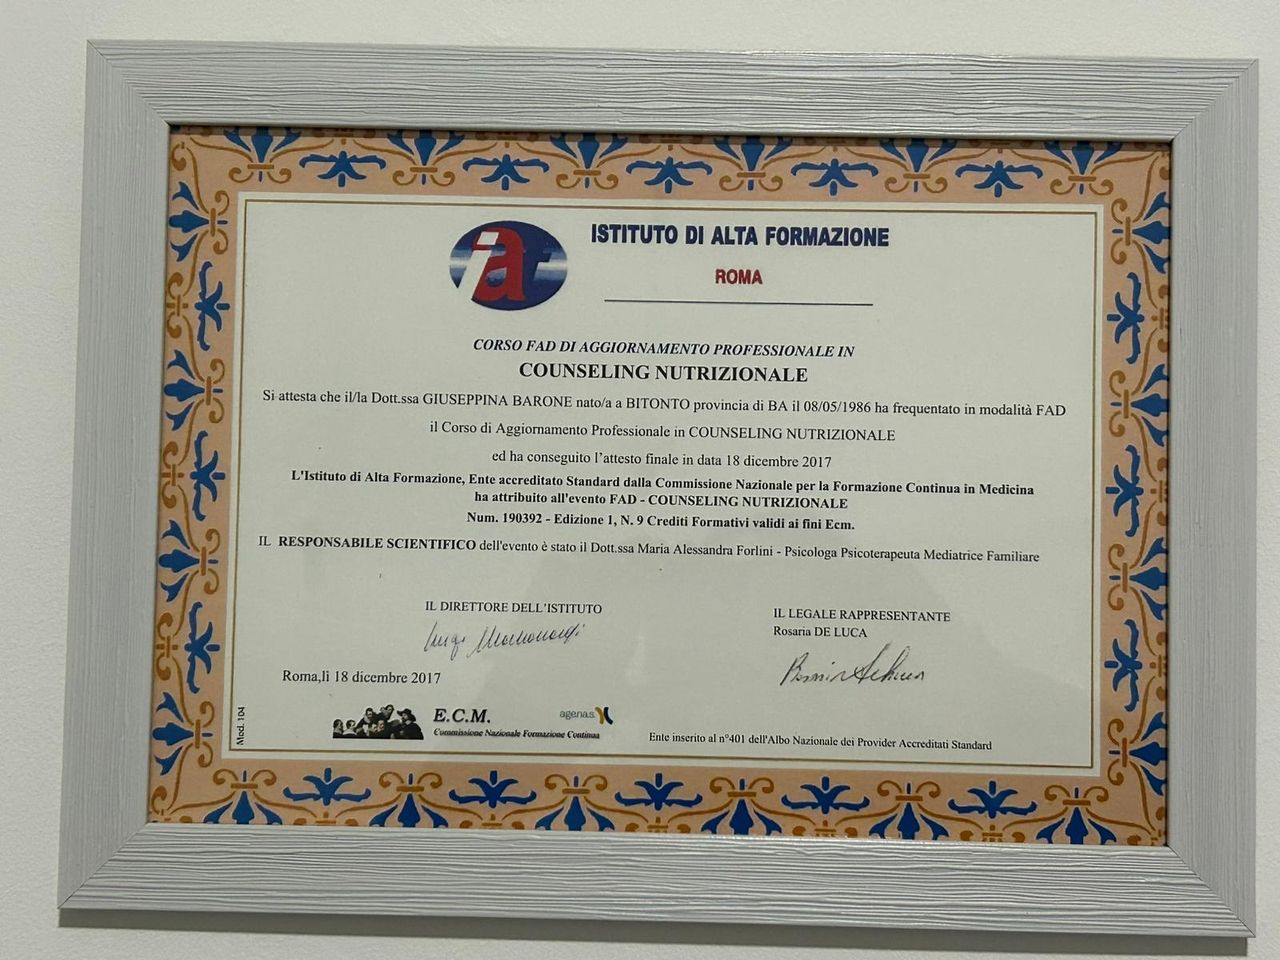 iaf
ISTITUTO DI ALTA FORMAZIONE
ROMA
CORSO FAD DI AGGIORNAMENTO PROFESSIONALE IN
COUNSELING NUTRIZIONALE
Si attesta che il/la Dott.ssa GIUSEPPINA BARONE nato/a a BITONTO provincia di BA il 08/05/1986 ha frequentato in modalità FAD
il Corso di Aggiornamento Professionale in COUNSELING NUTRIZIONALE
ed ha conseguito l'attesto finale in data 18 dicembre 2017
L'Istituto di Alta Formazione, Ente accreditato Standard dalla Commissione Nazionale per la Formazione Continua in Medicina
ha attribuito all'evento FAD - COUNSELING NUTRIZIONALE
Num. 190392 - Edizione 1, N. 9 Crediti Formativi validi ai fini Ecm.
IL RESPONSABILE SCIENTIFICO dell'evento è stato il Dott.ssa Maria Alessandra Forlini - Psicologa Psicoterapeuta Mediatrice Familiare
IL DIRETTORE DELL'ISTITUTO
IL LEGALE RAPPRESENTANTE
Rosaria DE LUCA
Roma,lì 18 dicembre 2017
Med. 104
E.C.M.
Commissione Nazionale Formazione Continua
agenas
Ente inserito al n°401 dell'Albo Nazionale dei Provider Accreditati Standard